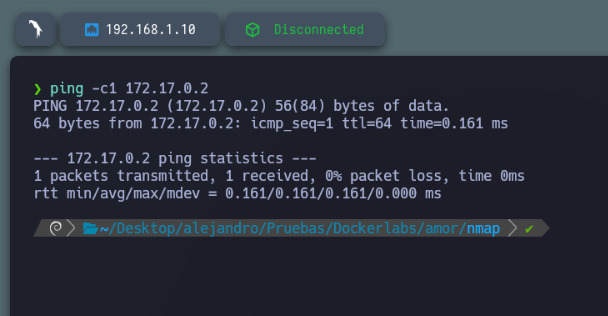 192.168.1.10 Disconnected
❯ ping -c1 172.17.0.2
PING 172.17.0.2 (172.17.0.2) 56(84) bytes of data.
64 bytes from 172.17.0.2: icmp_seq=1 ttl=64 time=0.161 ms
--- 172.17.0.2 ping statistics ---
1 packets transmitted, 1 received, 0% packet loss, time 0ms
rtt min/avg/max/mdev = 0.161/0.161/0.161/0.000 ms
~/Desktop/alejandro/Pruebas/Dockerlabs/amor/nmap ✔